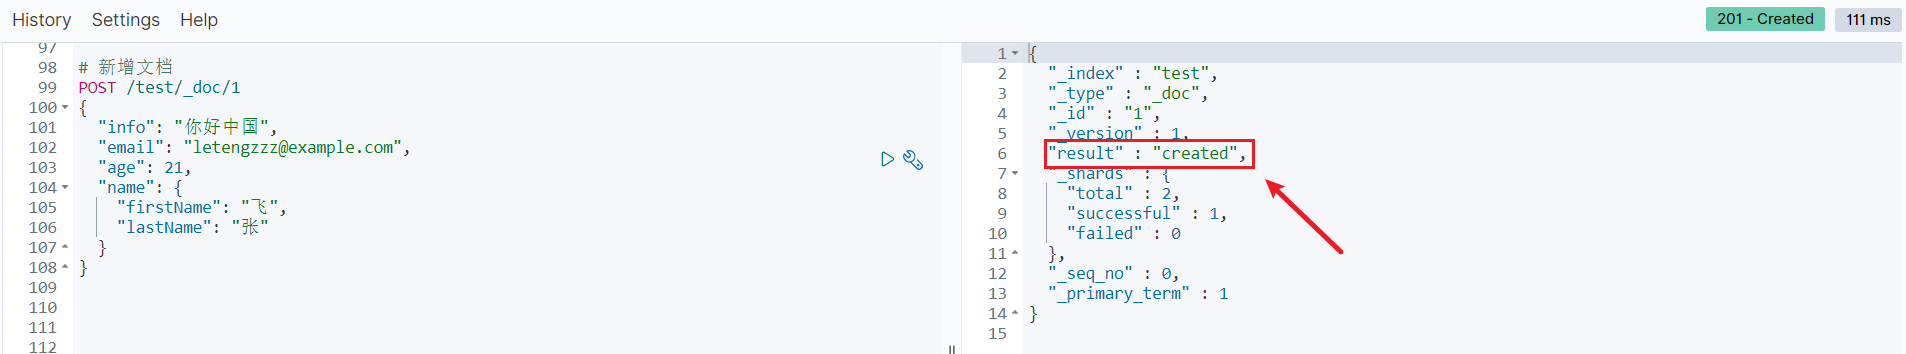 History Settings Help
201 - Created 111 ms
97
98 # 新增文档
99 POST /test/_doc/1
100 {
101 "info": "你好中国",
102 "email": "letengzzz@example.com",
103 "age": 21,
104 "name": {
105 "firstName": "飞",
106 "lastName": "张"
107 }
108 }
109
110
111
112
1 {
2 "_index" : "test",
3 "_type" : "_doc",
4 "_id" : "1",
5 "_version" : 1,
6 "result" : "created",
7 "_shards" : {
8 "total" : 2,
9 "successful" : 1,
10 "failed" : 0
11 },
12 "_seq_no" : 0,
13 "_primary_term" : 1
14 }
15